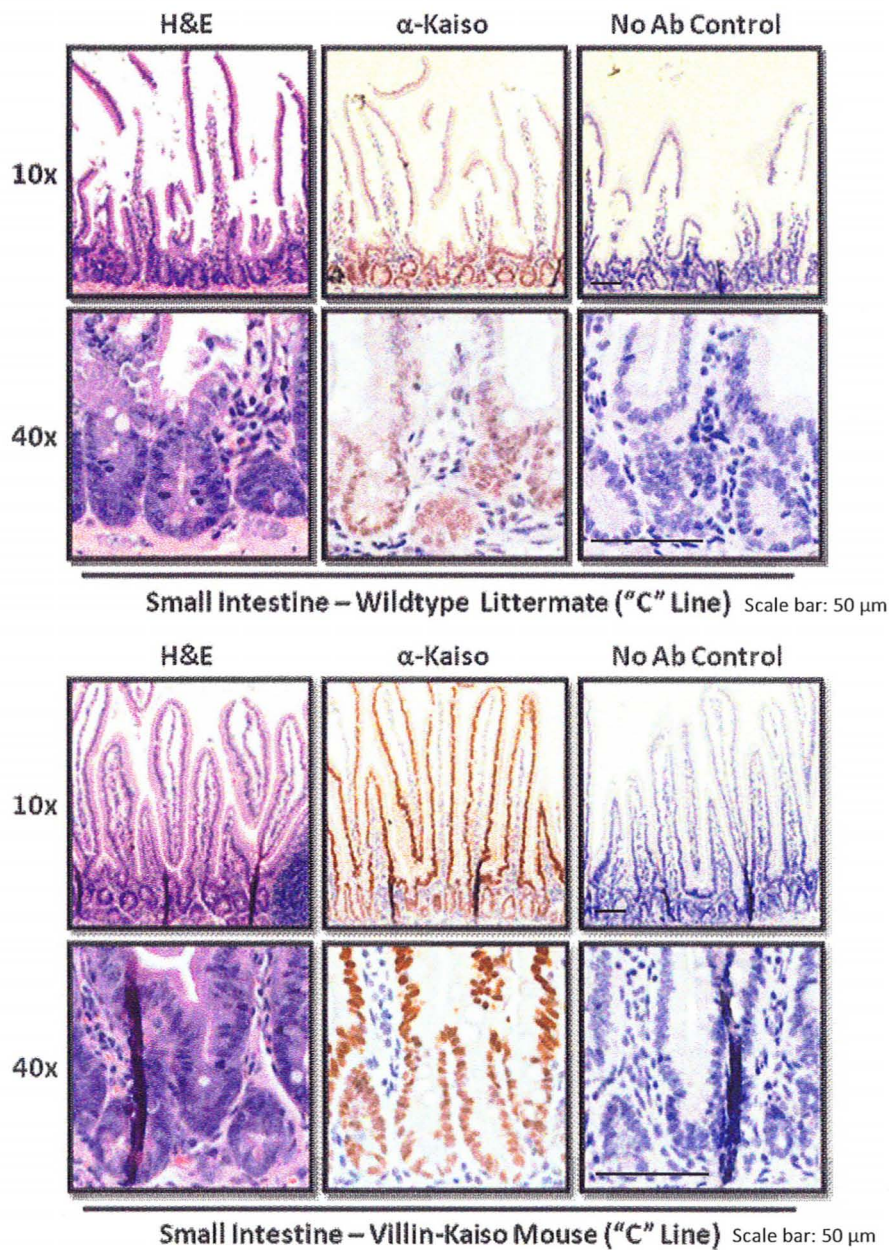 H&E α-Kaiso No Ab Control
10x
40x
Small Intestine – Wildtype Littermate ("C" Line) Scale bar: 50 μm
H&E α-Kaiso No Ab Control
10x
40x
Small Intestine – Villin-Kaiso Mouse ("C" Line) Scale bar: 50 μm